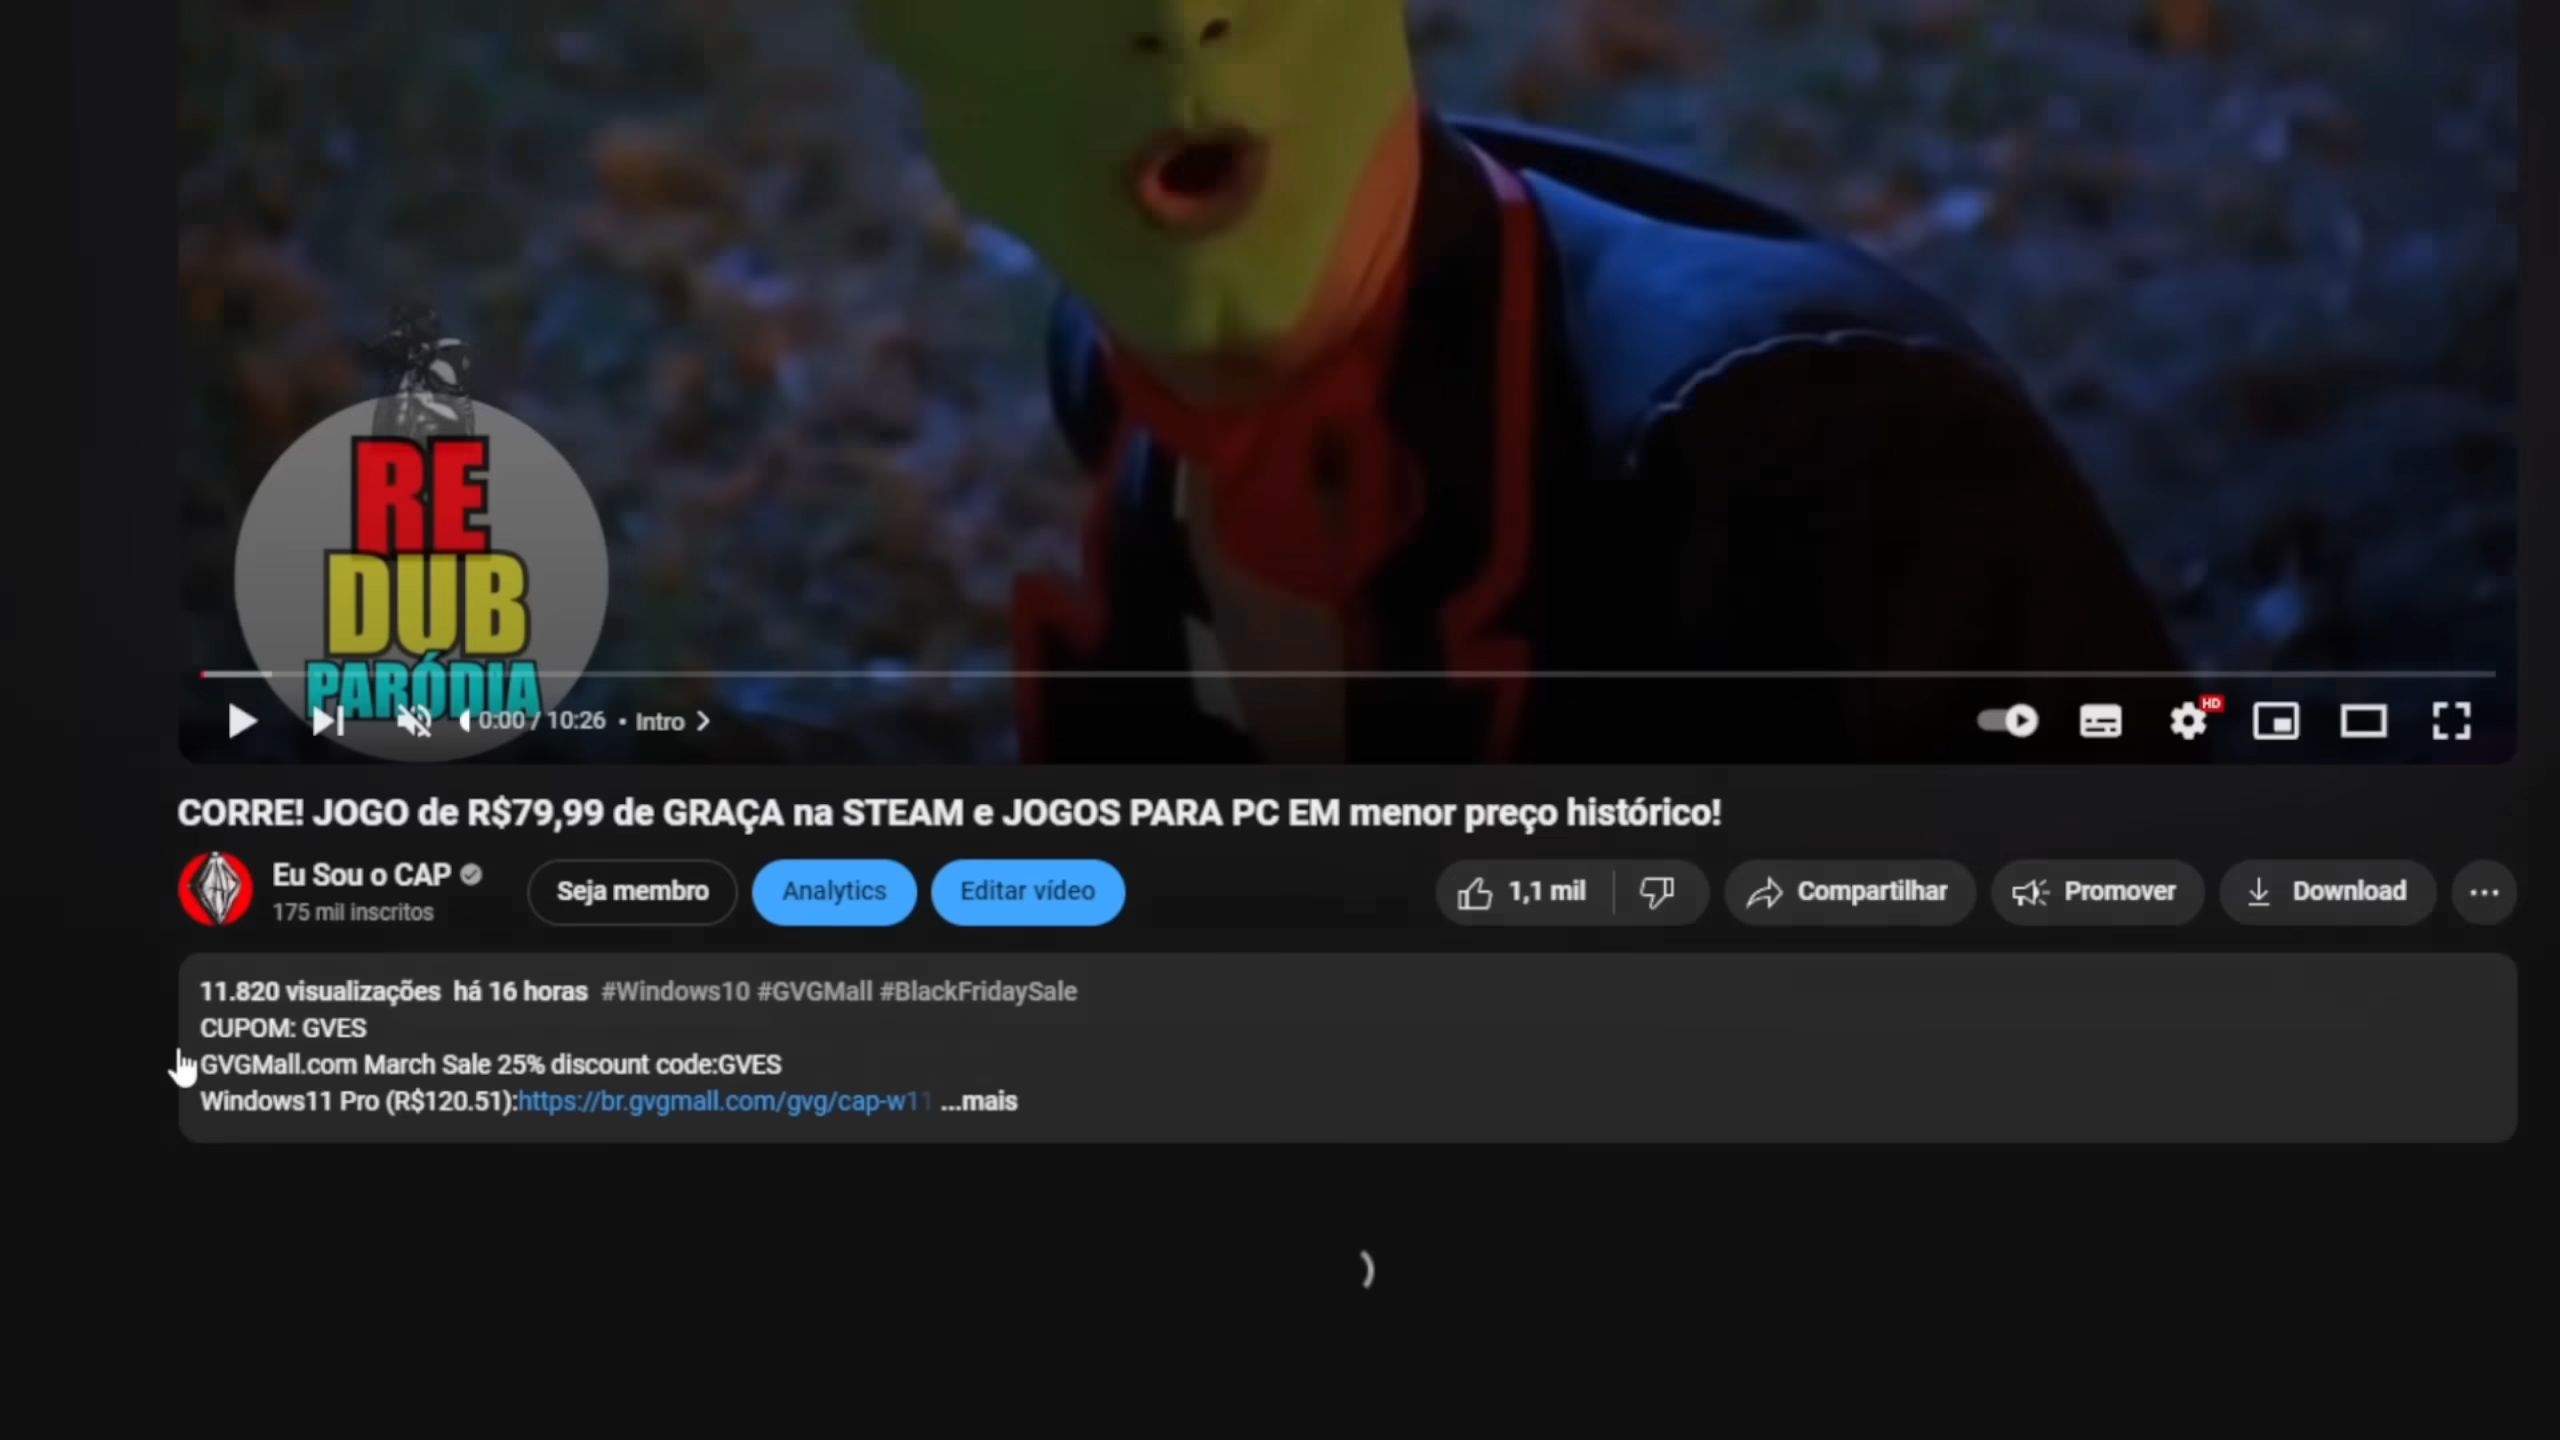 RE
DUB
PARÓDIA
0:00 / 10:26 • Intro
HD
CORRE! JOGO de R$79,99 de GRAÇA na STEAM e JOGOS PARA PC EM menor preço histórico!
Eu Sou o CAP
175 mil inscritos
Seja membro
Analytics
Editar vídeo
1,1 mil
Compartilhar
Promover
Download
11.820 visualizações há 16 horas #Windows10 #GVGMall #BlackFridaySale
CUPOM: GVES
GVGMall.com March Sale 25% discount code:GVES
Windows11 Pro (R$120.51):https://br.gvgmall.com/gvg/cap-w11 ...mais